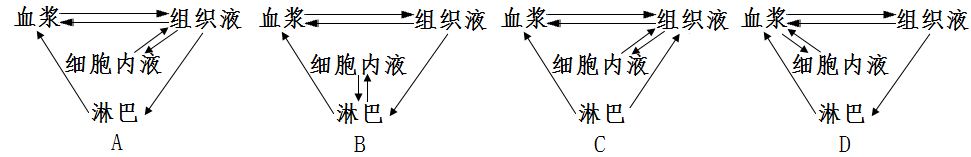 血浆 组织液 血浆 组织液 血浆 组织液 血浆 组织液
细胞内液 细胞内液 细胞内液 细胞内液
淋巴 淋巴 淋巴 淋巴
A B C D